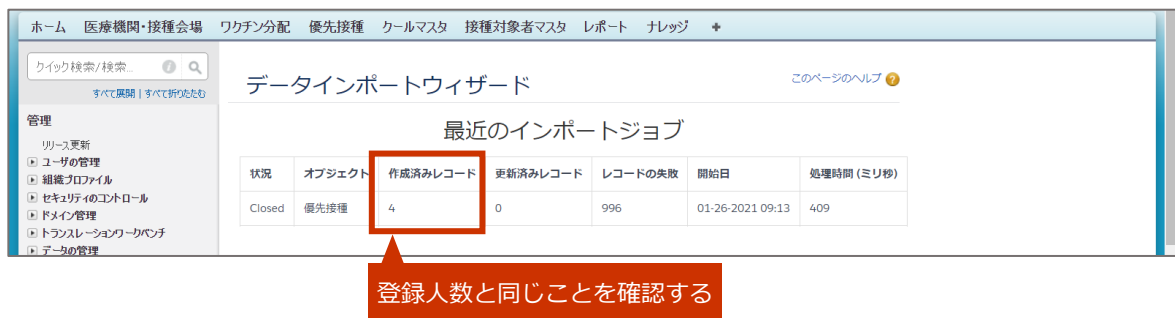 ホーム 医療機関・接種会場 ワクチン分配 優先接種 クールマスタ 接種対象者マスタ レポート ナレッジ +
クイック検索/検索...
すべて展開 | すべて折りたたむ
管理
リリース更新
ユーザの管理
組織プロファイル
セキュリティのコントロール
ドメイン管理
トランスレーションワークベンチ
データの管理
データインポートウィザード
このページのヘルプ
最近のインポートジョブ
状況 オブジェクト 作成済みレコード 更新済みレコード レコードの失敗 開始日 処理時間 (ミリ秒)
Closed 優先接種 4 0 996 01-26-2021 09:13 409
登録人数と同じことを確認する